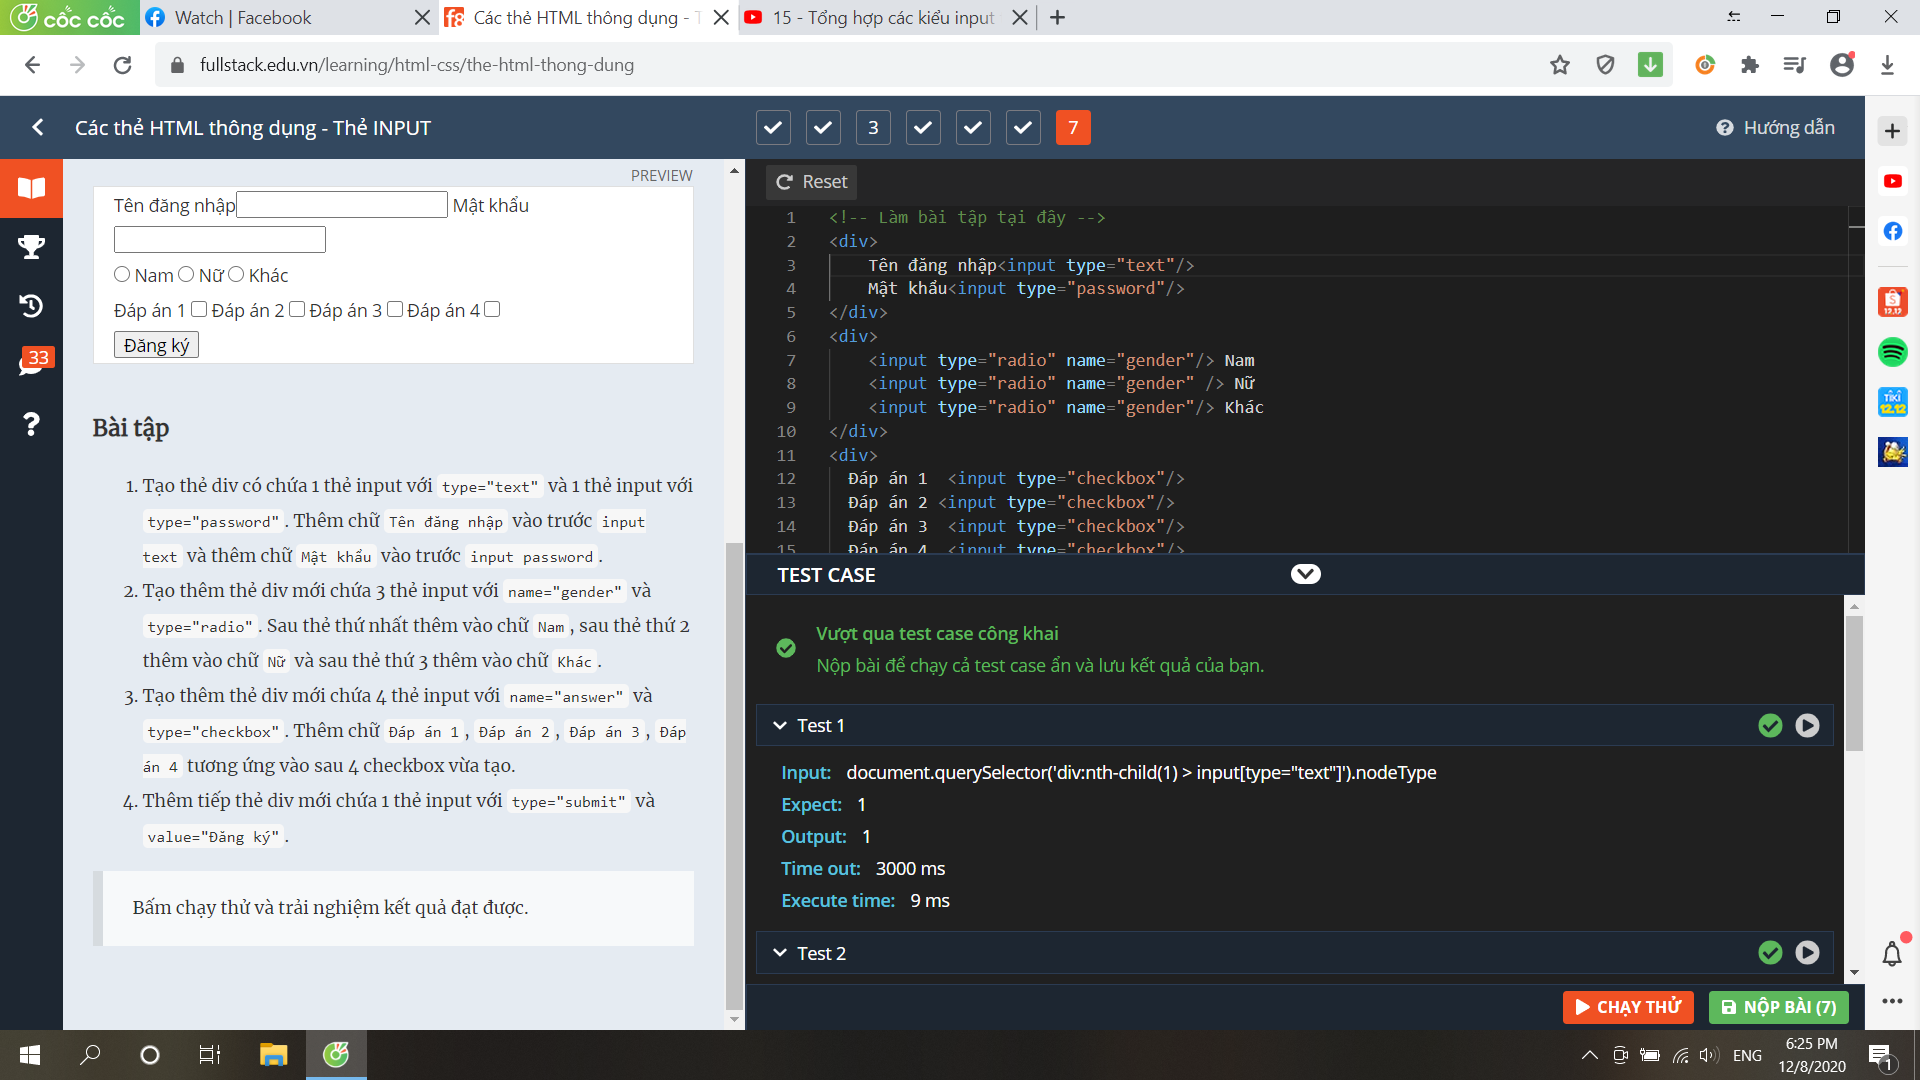 cốc cốc
Watch | Facebook
Các thẻ HTML thông dụng - T
15 - Tổng hợp các kiểu input
fullstack.edu.vn/learning/html-css/the-html-thong-dung
Các thẻ HTML thông dụng - Thẻ INPUT
3
7
Hướng dẫn
PREVIEW
Tên đăng nhập Mật khẩu
Nam Nữ Khác
Đáp án 1 Đáp án 2 Đáp án 3 Đáp án 4
Đăng ký
33
Bài tập
1. Tạo thẻ div có chứa 1 thẻ input với type="text" và 1 thẻ input với
type="password". Thêm chữ Tên đăng nhập vào trước input
text và thêm chữ Mật khẩu vào trước input password.
2. Tạo thêm thẻ div mới chứa 3 thẻ input với name="gender" và
type="radio". Sau thẻ thứ nhất thêm vào chữ Nam, sau thẻ thứ 2
thêm vào chữ Nữ và sau thẻ thứ 3 thêm vào chữ Khác.
3. Tạo thêm thẻ div mới chứa 4 thẻ input với name="answer" và
type="checkbox". Thêm chữ Đáp án 1, Đáp án 2, Đáp án 3, Đáp
án 4 tương ứng vào sau 4 checkbox vừa tạo.
4. Thêm tiếp thẻ div mới chứa 1 thẻ input với type="submit" và
value="Đăng ký".
Bấm chạy thử và trải nghiệm kết quả đạt được.
Reset
1 <!-- Làm bài tập tại đây -->
2 <div>
3 Tên đăng nhập<input type="text"/>
4 Mật khẩu<input type="password"/>
5 </div>
6 <div>
7 <input type="radio" name="gender"/> Nam
8 <input type="radio" name="gender" /> Nữ
9 <input type="radio" name="gender"/> Khác
10 </div>
11 <div>
12 Đáp án 1 <input type="checkbox"/>
13 Đáp án 2 <input type="checkbox"/>
14 Đáp án 3 <input type="checkbox"/>
15 Đáp án 4 <input type="checkbox"/>
TEST CASE
Vượt qua test case công khai
Nộp bài để chạy cả test case ẩn và lưu kết quả của bạn.
Test 1
Input: document.querySelector('div:nth-child(1) > input[type="text"]').nodeType
Expect: 1
Output: 1
Time out: 3000 ms
Execute time: 9 ms
Test 2
CHẠY THỬ
NỘP BÀI (7)
12.12
TIKI
12.12
ENG
6:25 PM
12/8/2020
1